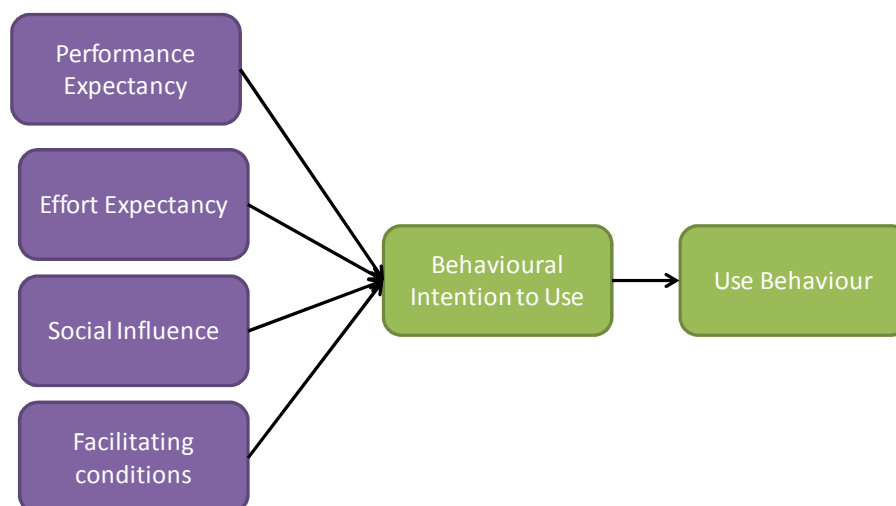 Performance
Expectancy
Effort Expectancy
Social Influence
Facilitating
conditions
Behavioural
Intention to Use
Use Behaviour